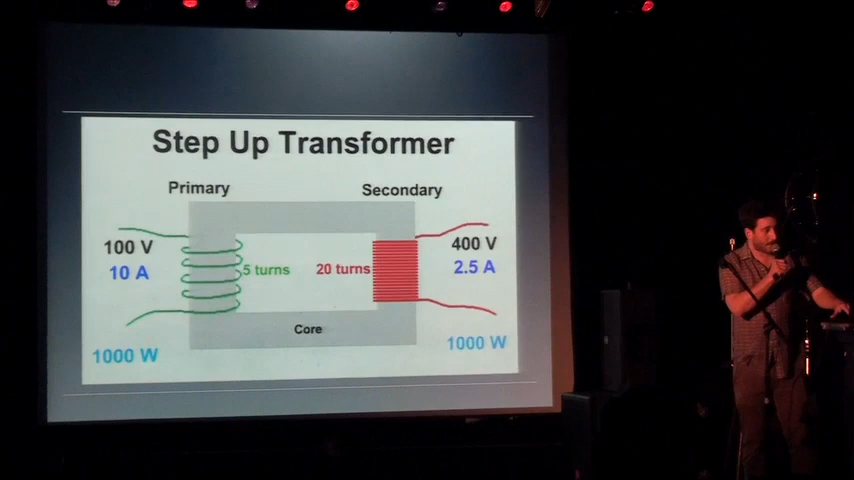 Step Up Transformer
Primary
Secondary
100 V
400 V
10 A
5 turns
20 turns
2.5 A
Core
1000 W
1000 W